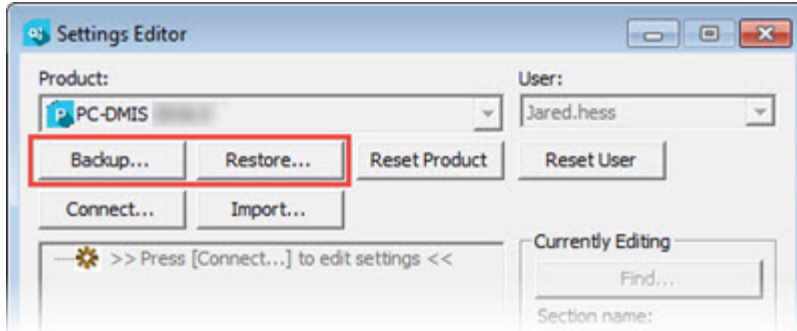 Settings Editor
Product:
User:
PC-DMIS
Jared.hess
Backup...
Restore...
Reset Product
Reset User
Connect...
Import...
>> Press [Connect...] to edit settings <<
Currently Editing
Find...
Section name: